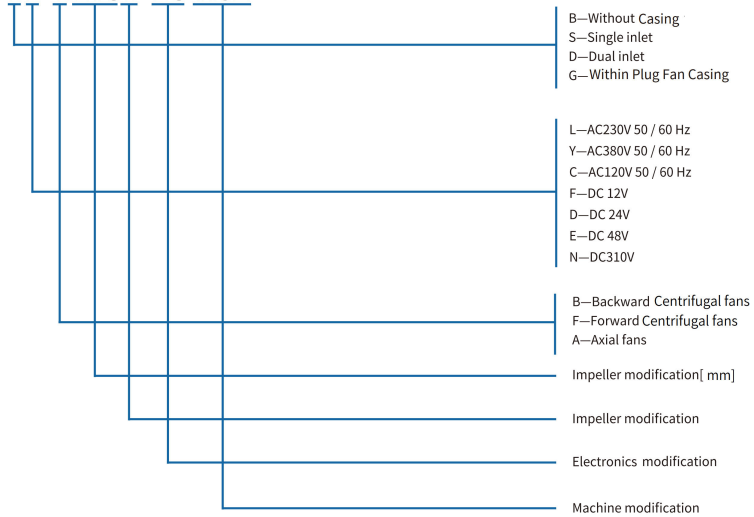 B—Without Casing
S—Single inlet
D—Dual inlet
G—Within Plug Fan Casing
L—AC230V 50 / 60 Hz
Y—AC380V 50 / 60 Hz
C—AC120V 50 / 60 Hz
F—DC 12V
D—DC 24V
E—DC 48V
N—DC310V
B—Backward Centrifugal fans
F—Forward Centrifugal fans
A—Axial fans
Impeller modification[ mm]
Impeller modification
Electronics modification
Machine modification